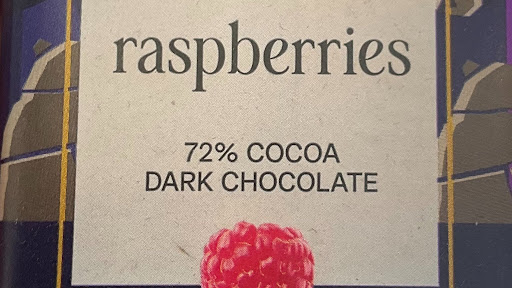 raspberries
72% COCOA
DARK CHOCOLATE